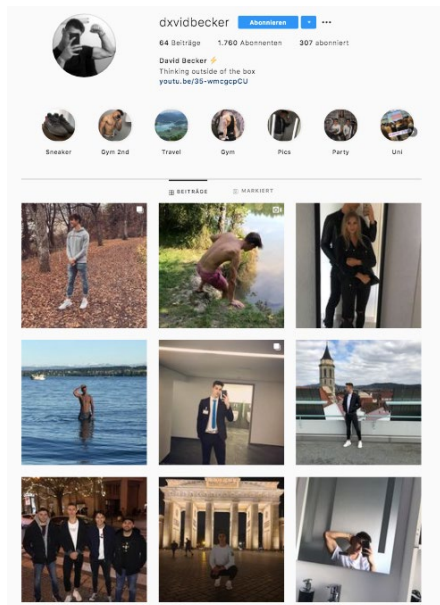 dxvidbecker Abonnieren
64 Beiträge 1.760 Abonnenten 307 abonniert
David Becker ⚡
Thinking outside of the box
youtu.be/35-wmcgcpCU
Sneaker Gym 2nd Travel Gym Pics Party Uni
BEITRÄGE MARKIERT